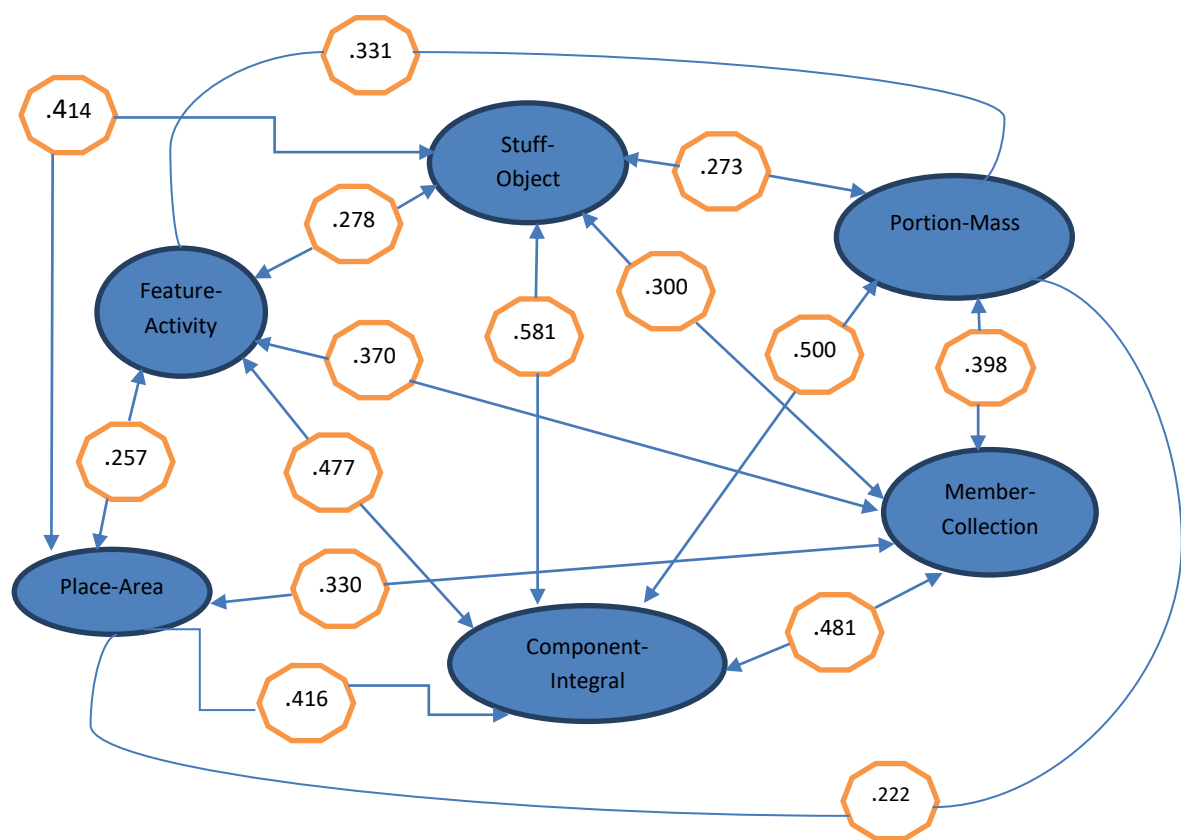 .331
.414
Stuff-
Object
.273
.278
Portion-Mass
.300
Feature-
Activity
.581
.370
.500
.398
.257
.477
Member-
Collection
Place-Area
.330
.481
Component-
Integral
.416
.222